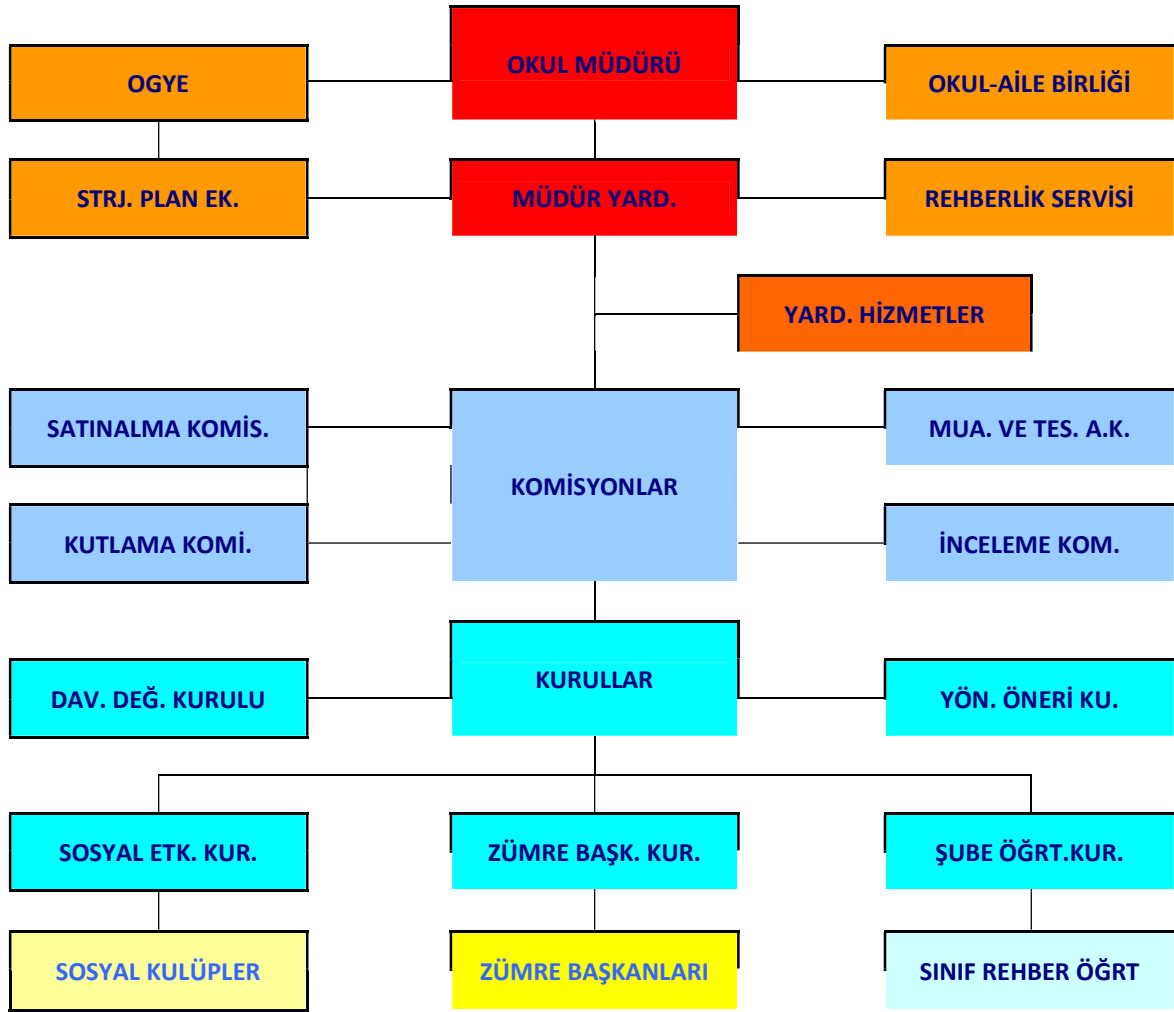 OGYE
OKUL MÜDÜRÜ
OKUL-AİLE BİRLİĞİ
STRJ. PLAN EK.
MÜDÜR YARD.
REHBERLİK SERVİSİ
YARD. HİZMETLER
SATINALMA KOMİS.
MUA. VE TES. A.K.
KOMİSYONLAR
KUTLAMA KOMİ.
İNCELEME KOM.
KURULLAR
DAV. DEĞ. KURULU
YÖN. ÖNERİ KU.
SOSYAL ETK. KUR.
ZÜMRE BAŞK. KUR.
ŞUBE ÖĞRT.KUR.
SOSYAL KULÜPLER
ZÜMRE BAŞKANLARI
SINIF REHBER ÖĞRT